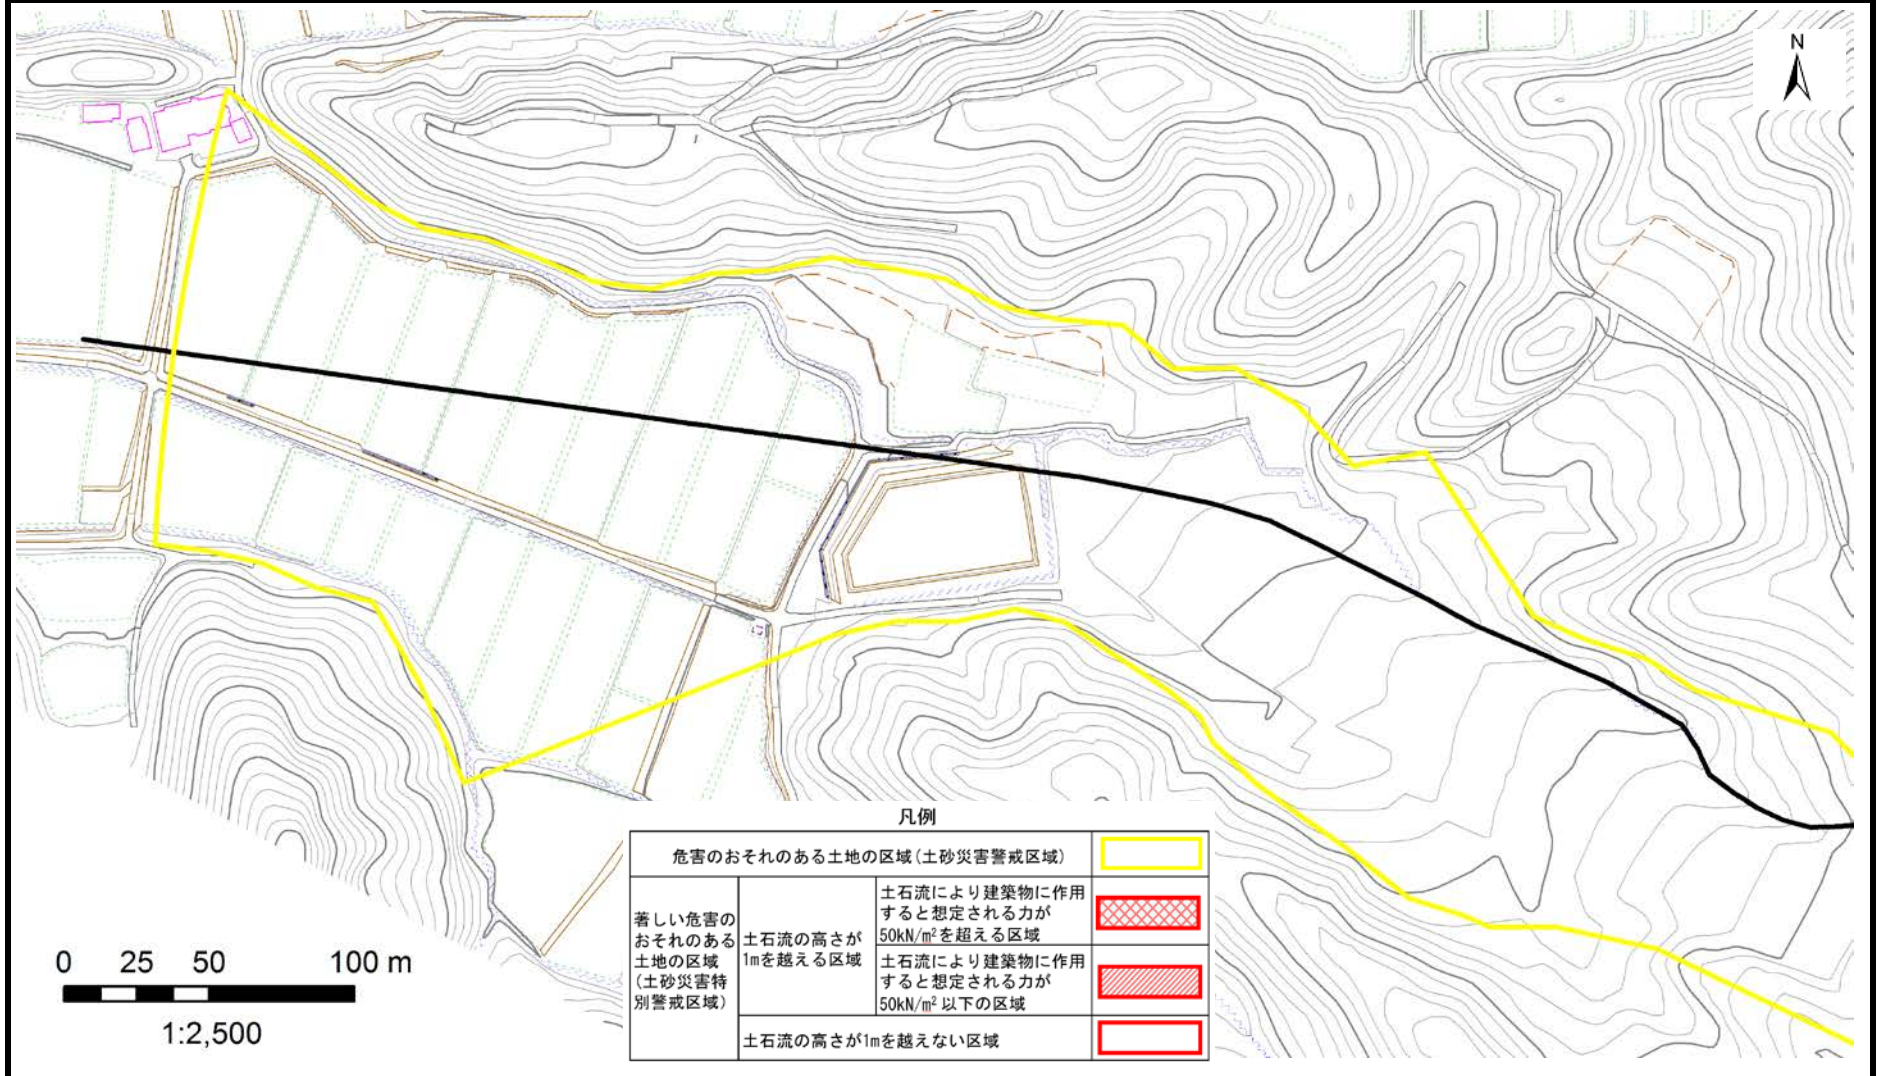 N
凡例
危害のおそれのある土地の区域(土砂災害警戒区域)
著しい危害の
おそれのある
土地の区域
(土砂災害特
別警戒区域)
土石流の高さが
1mを越える区域
土石流により建築物に作用
すると想定される力が
50kN/㎡を超える区域
土石流により建築物に作用
すると想定される力が
50kN/㎡以下の区域
土石流の高さが1mを越えない区域
0 25 50 100 m
1:2,500